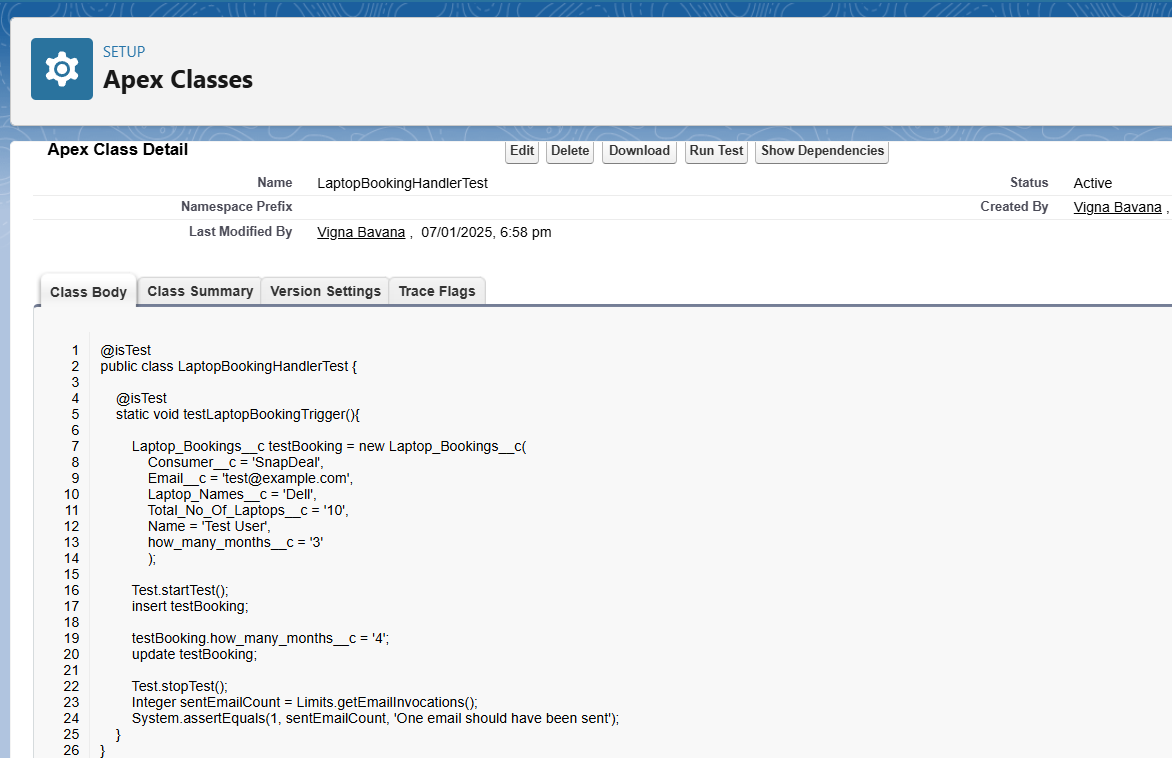 SETUP
Apex Classes
Apex Class Detail
Edit Delete Download Run Test Show Dependencies
Name LaptopBookingHandlerTest Status Active
Namespace Prefix Created By Vigna Bavana ,
Last Modified By Vigna Bavana , 07/01/2025, 6:58 pm
Class Body Class Summary Version Settings Trace Flags
1 @isTest
2 public class LaptopBookingHandlerTest {
3
4 @isTest
5 static void testLaptopBookingTrigger(){
6
7 Laptop_Bookings__c testBooking = new Laptop_Bookings__c(
8 Consumer__c = 'SnapDeal',
9 Email__c = 'test@example.com',
10 Laptop_Names__c = 'Dell',
11 Total_No_Of_Laptops__c = '10',
12 Name = 'Test User',
13 how_many_months__c = '3'
14 );
15
16 Test.startTest();
17 insert testBooking;
18
19 testBooking.how_many_months__c = '4';
20 update testBooking;
21
22 Test.stopTest();
23 Integer sentEmailCount = Limits.getEmailInvocations();
24 System.assertEquals(1, sentEmailCount, 'One email should have been sent');
25 }
26 }